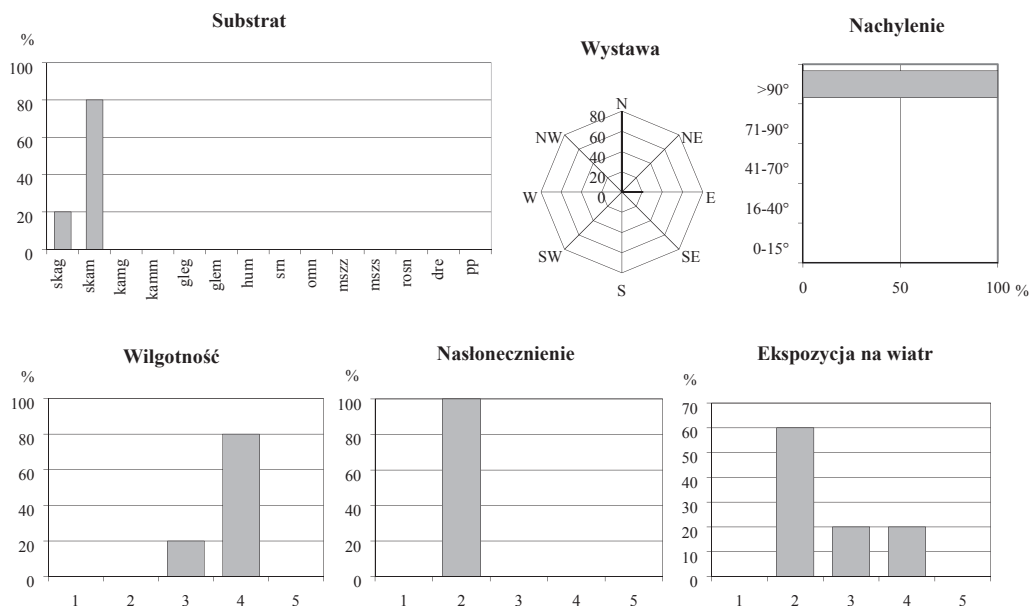 Substrat
%
100
80
60
40
20
0
skag
skam
kamg
kamm
gleg
glem
hum
srn
omn
mszz
mszs
rosn
dre
pp
Wystawa
N
NE
E
SE
S
SW
W
NW
80
60
40
20
0
Nachylenie
>90°
71-90°
41-70°
16-40°
0-15°
0 50 100 %
Wilgotność
%
100
80
60
40
20
0
1 2 3 4 5
Nasłonecznienie
%
100
80
60
40
20
0
1 2 3 4 5
Ekspozycja na wiatr
%
70
60
50
40
30
20
10
0
1 2 3 4 5